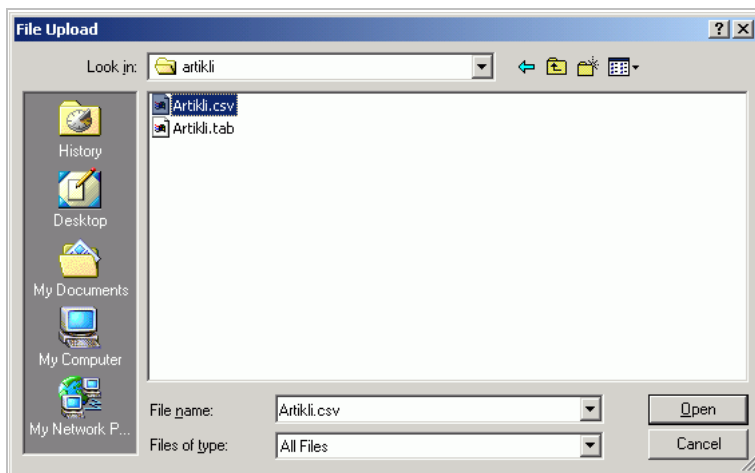 File Upload
Look in: artikli
History
Desktop
My Documents
My Computer
My Network P...
Artikli.csv
Artikli.tab
File name: Artikli.csv Open
Files of type: All Files Cancel